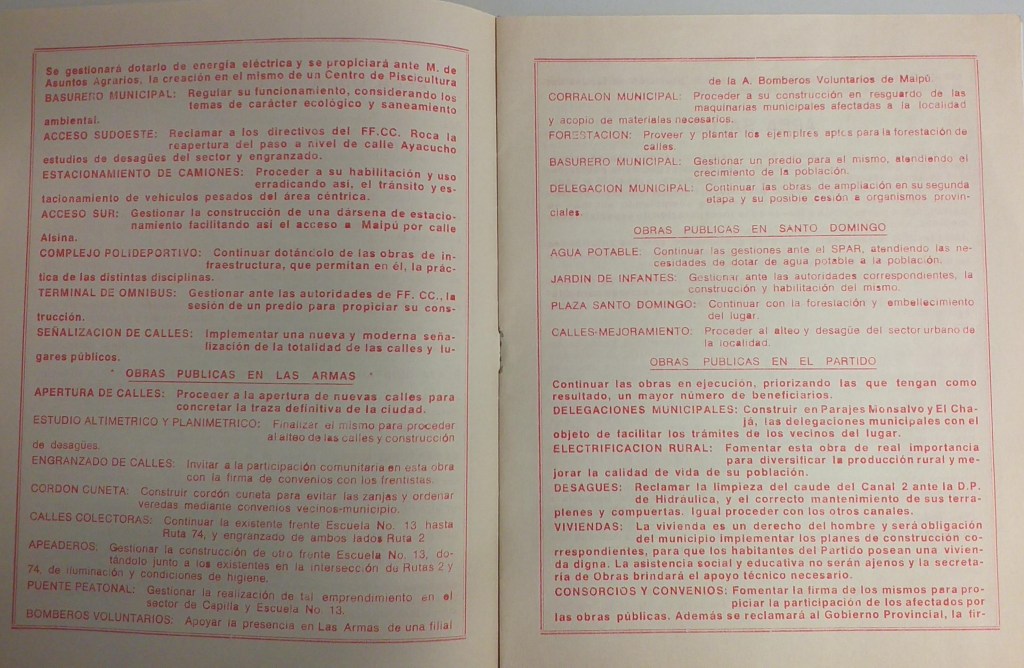 Se gestionará dotarlo de energía eléctrica y se propiciará ante M. de
Asuntos Agrarios, la creación en el mismo de un Centro de Piscicultura
BASURERO MUNICIPAL: Regular su funcionamiento, considerando los
temas de carácter ecológico y saneamiento
ambiental.
ACCESO SUDOESTE: Reclamar a los directivos del FF.CC. Roca la
reapertura del paso a nivel de calle Ayacucho
estudios de desagües del sector y engranzado.
ESTACIONAMIENTO DE CAMIONES: Proceder a su habilitación y uso
erradicando asi, el tránsito y es-
tacionamiento de vehículos pesados del área céntrica.
ACCESO SUR: Gestionar la construcción de una dársena de estacio-
namiento facilitando asi el acceso a Maipú por calle
Alsina.
COMPLEJO POLIDEPORTIVO: Continuar dotándolo de las obras de in-
fraestructura, que permitan en él, la prác-
tica de las distintas disciplinas.
TERMINAL DE OMNIBUS: Gestionar ante las autoridades de FF. CC., la
sesión de un predio para propiciar su cons-
trucción.
SEÑALIZACION DE CALLES: Implementar una nueva y moderna seña-
lización de la totalidad de las calles y lu-
gares públicos.
OBRAS PUBLICAS EN LAS ARMAS
APERTURA DE CALLES: Proceder a la apertura de nuevas calles para
concretar la traza definitiva de la ciudad.
ESTUDIO ALTIMETRICO Y PLANIMETRICO: Finalizar el mismo para proceder
al alteo de las calles y construcción
de desagües.
ENGRANZADO DE CALLES: Invitar a la participación comunitaria en esta obra
con la firma de convenios con los frentistas.
CORDON CUNETA: Construir cordón cuneta para evitar las zanjas y ordenar
veredas mediante convenios vecinos-municipio.
CALLES COLECTORAS: Continuar la existente frente Escuela No. 13 hasta
Ruta 74, y engranzado de ambos lados Ruta 2
APEADEROS: Gestionar la construcción de otro frente Escuela No. 13, do-
tándolo junto a los existentes en la intersección de Rutas 2 y
74, de iluminación y condiciones de higiene.
PUENTE PEATONAL: Gestionar la realización de tal emprendimiento en el
sector de Capilla y Escuela No. 13.
BOMBEROS VOLUNTARIOS: Apoyar la presencia en Las Armas de una filial
de la A. Bomberos Voluntarios de Maipú.
CORRALON MUNICIPAL: Proceder a su construcción en resguardo de las
maquinarias municipales afectadas a la localidad
y acopio de materiales necesarios.
FORESTACION: Proveer y plantar los ejemplres aptos para la forestación de
calles.
BASURERO MUNICIPAL: Gestionar un predio para el mismo, atendiendo el
crecimiento de la población.
DELEGACION MUNICIPAL: Continuar las obras de ampliación en su segunda
etapa y su posible cesión a organismos provin-
ciales.
OBRAS PUBLICAS EN SANTO DOMINGO
AGUA POTABLE: Continuar las gestiones ante el SPAR, atendiendo las ne-
cesidades de dotar de agua potable a la población.
JARDIN DE INFANTES: Gestionar ante las autoridades correspondientes, la
construcción y habilitación del mismo.
PLAZA SANTO DOMINGO: Continuar con la forestación y embellecimiento
del lugar.
CALLES-MEJORAMIENTO: Proceder al alteo y desagüe del sector urbano de
la localidad.
OBRAS PUBLICAS EN EL PARTIDO
Continuar las obras en ejecución, priorizando las que tengan como
resultado, un mayor número de beneficiarios.
DELEGACIONES MUNICIPALES: Construir en Parajes Monsalvo y El Cha-
já, las delegaciones municipales con el
objeto de facilitar los trámites de los vecinos del lugar.
ELECTRIFICACION RURAL: Fomentar esta obra de real importancia
para diversificar la producción rural y me-
jorar la calidad de vida de su población.
DESAGUES: Reclamar la limpieza del caude del Canal 2 ante la D.P.
de Hidráulica, y el correcto mantenimiento de sus terra-
plenes y compuertas. Igual proceder con los otros canales.
VIVIENDAS: La vivienda es un derecho del hombre y será obligación
del municipio implementar los planes de construcción co-
rrespondientes, para que los habitantes del Partido posean una vivien-
da digna. La asistencia social y educativa no serán ajenos y la secreta-
ría de Obras brindará el apoyo técnico necesario.
CONSORCIOS Y CONVENIOS: Fomentar la firma de los mismos para pro-
piciar la participación de los afectados por
las obras públicas. Además se reclamará al Gobierno Provincial, la fir-